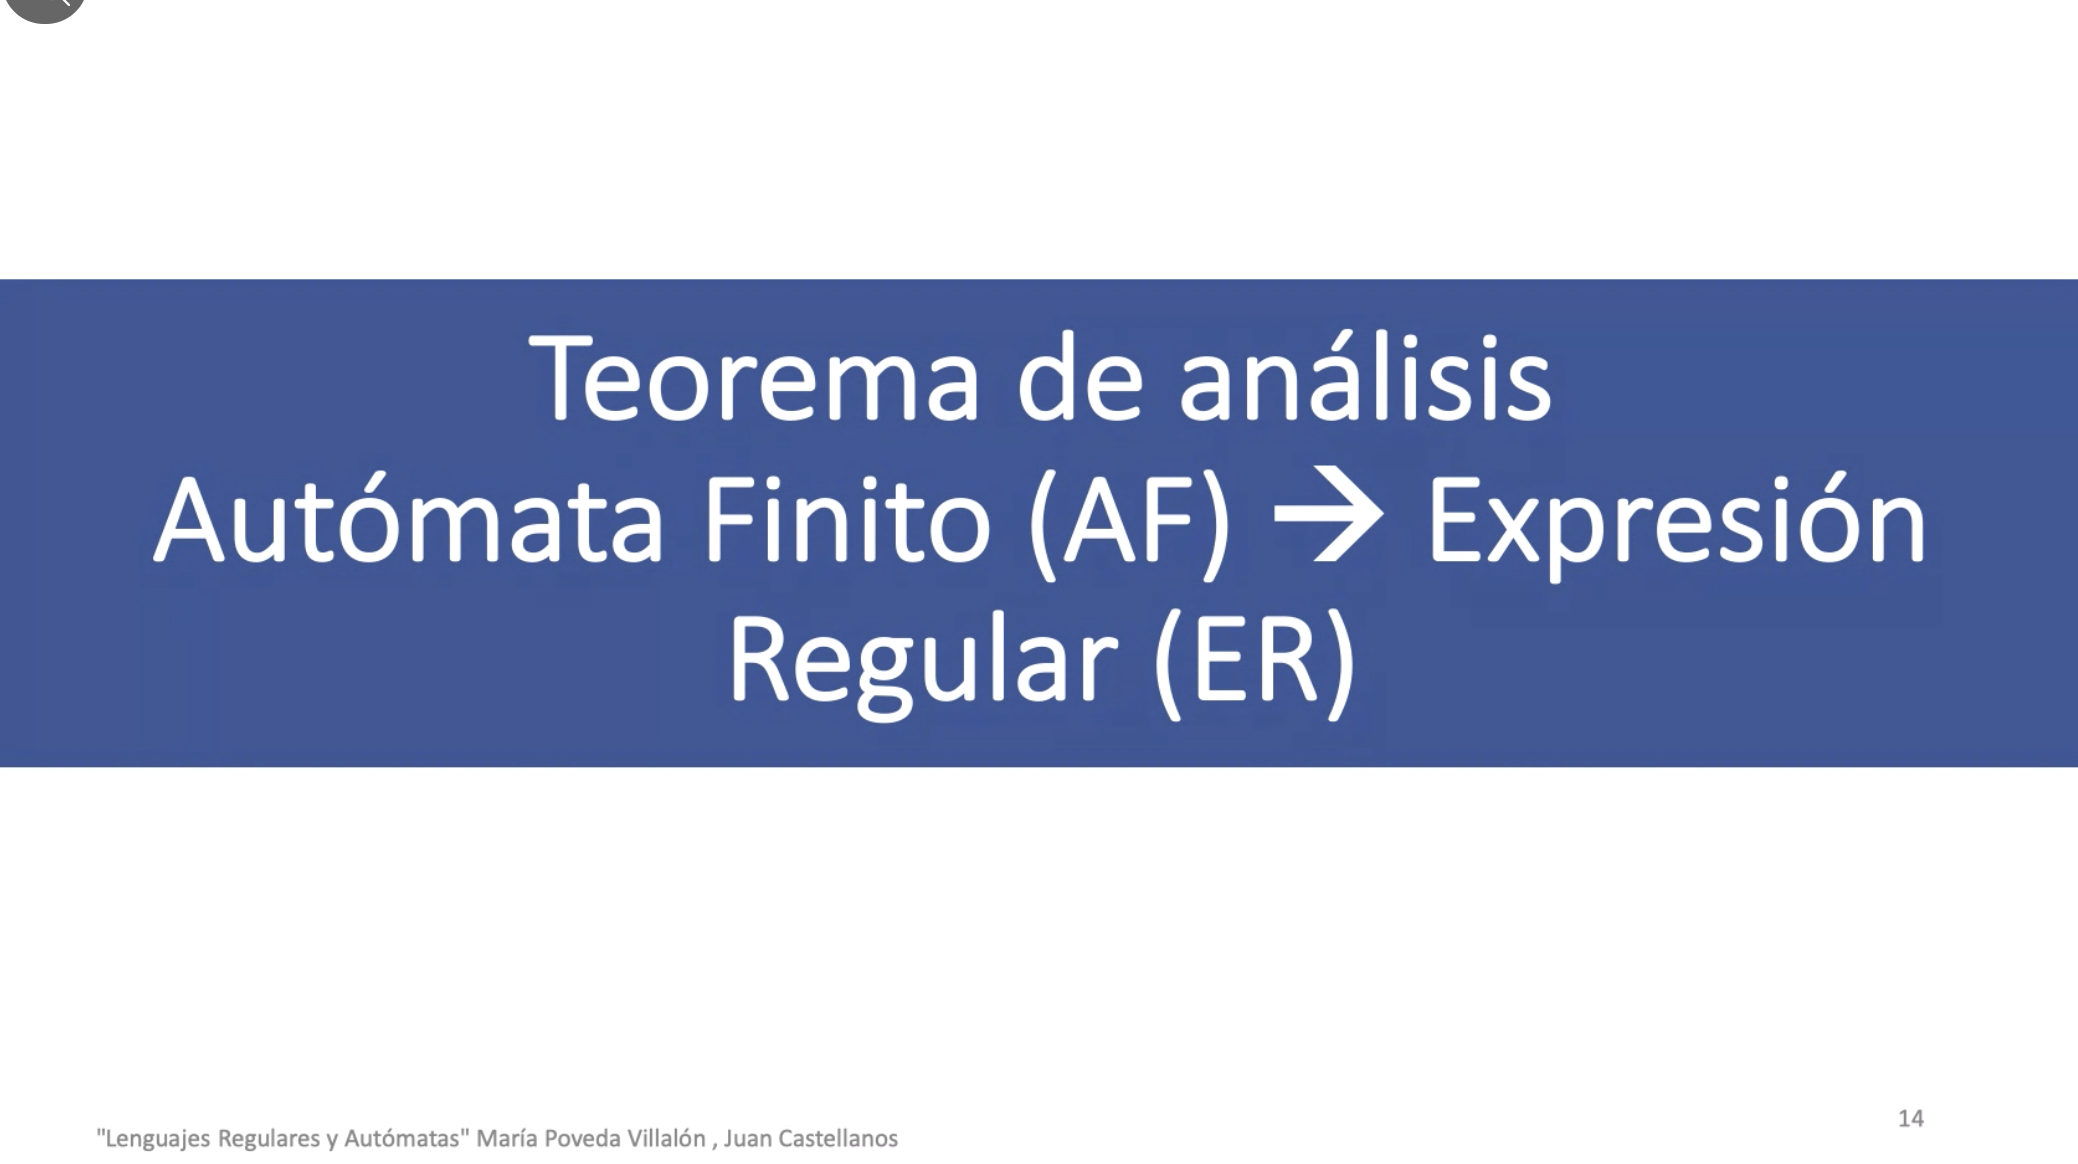 Teorema de análisis
Autómata Finito (AF) → Expresión
Regular (ER)
14
"Lenguajes Regulares y Autómatas" María Poveda Villalón , Juan Castellanos